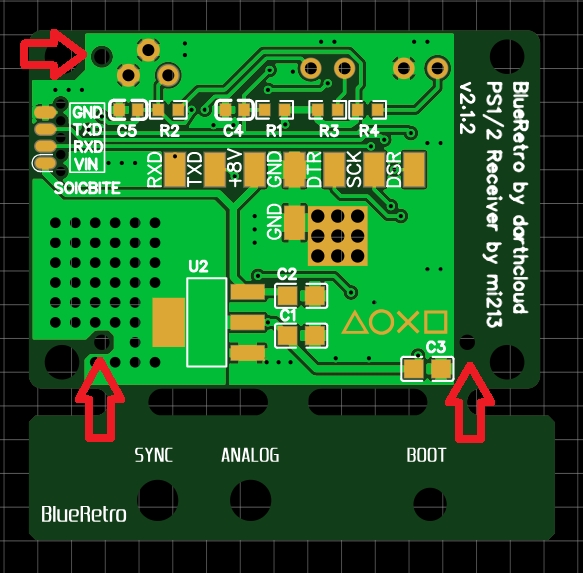 GND
TXD
RXD
VIN
SOICBITE
C5
R2
C4
R1
R3
R4
RXD
TXD
+8V
GND
DTR
SCK
DSR
GND
U2
C2
C1
C3
BlueRetro by darthcloud
PS1/2 Receiver by mi213
v2.1.2
SYNC
ANALOG
BOOT
BlueRetro